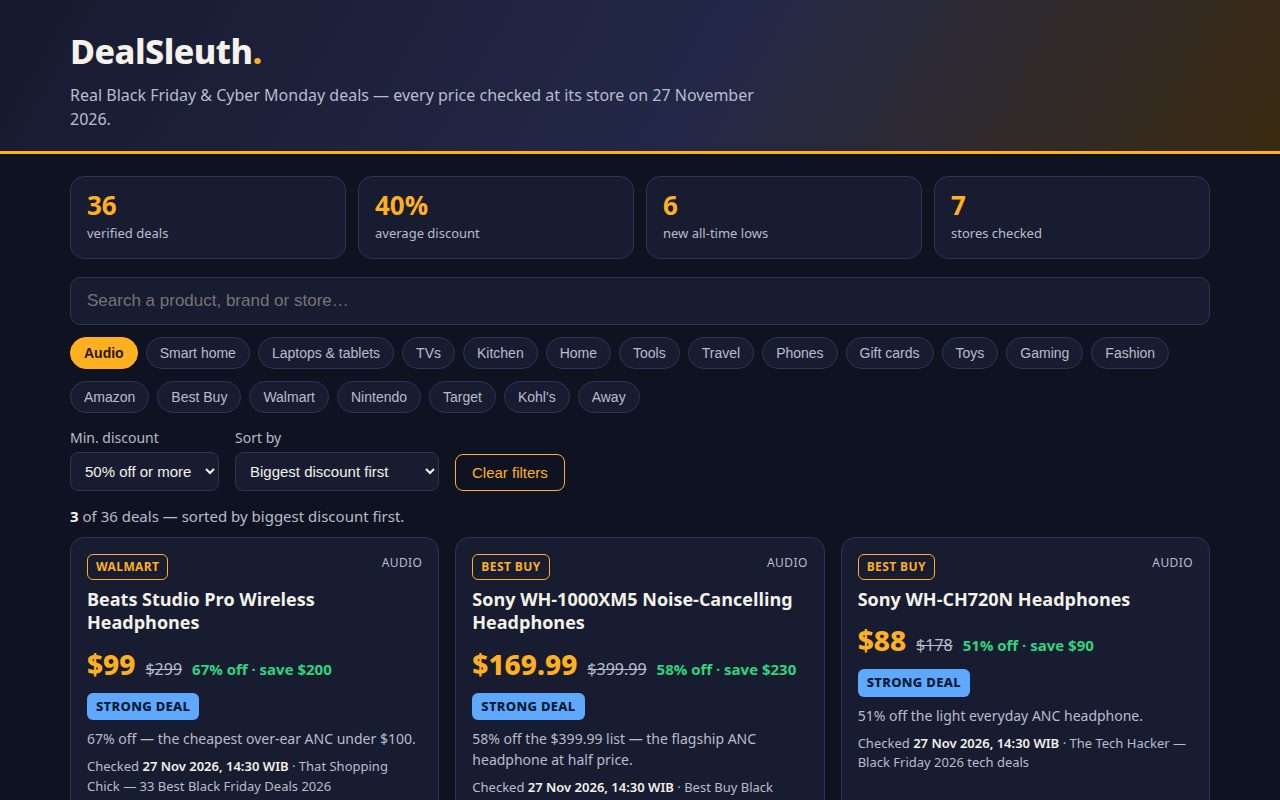 DealSleuth.
Real Black Friday & Cyber Monday deals — every price checked at its store on 27 November
2026.
36
verified deals
40%
average discount
6
new all-time lows
7
stores checked
Search a product, brand or store…
Audio
Smart home
Laptops & tablets
TVs
Kitchen
Home
Tools
Travel
Phones
Gift cards
Toys
Gaming
Fashion
Amazon
Best Buy
Walmart
Nintendo
Target
Kohl's
Away
Min. discount
Sort by
50% off or more
Biggest discount first
Clear filters
3 of 36 deals — sorted by biggest discount first.
WALMART
AUDIO
Beats Studio Pro Wireless
Headphones
$99 $299 67% off · save $200
STRONG DEAL
67% off — the cheapest over-ear ANC under $100.
Checked 27 Nov 2026, 14:30 WIB · That Shopping
Chick — 33 Best Black Friday Deals 2026
BEST BUY
AUDIO
Sony WH-1000XM5 Noise-Cancelling
Headphones
$169.99 $399.99 58% off · save $230
STRONG DEAL
58% off the $399.99 list — the flagship ANC
headphone at half price.
Checked 27 Nov 2026, 14:30 WIB · Best Buy Black
BEST BUY
AUDIO
Sony WH-CH720N Headphones
$88 $178 51% off · save $90
STRONG DEAL
51% off the light everyday ANC headphone.
Checked 27 Nov 2026, 14:30 WIB · The Tech Hacker —
Black Friday 2026 tech deals